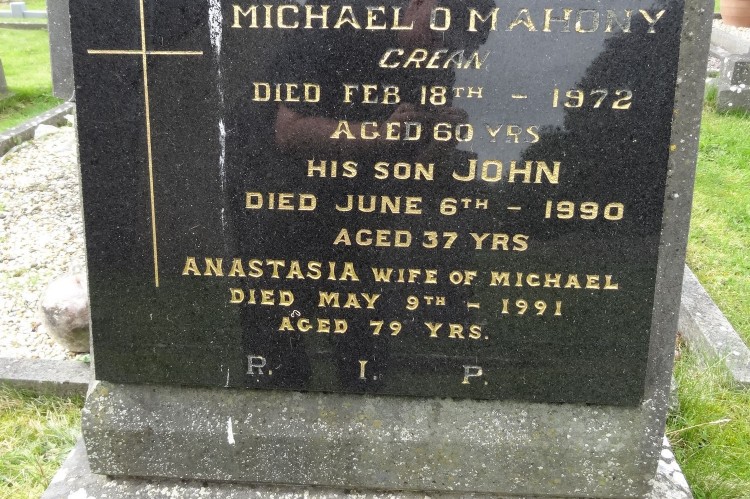 MICHAEL O MAHONY
CREAN
DIED FEB 18TH - 1972
AGED 60 YRS
HIS SON JOHN
DIED JUNE 6TH - 1990
AGED 37 YRS
ANASTASIA WIFE OF MICHAEL
DIED MAY 9TH - 1991
AGED 79 YRS.
R. I. P.